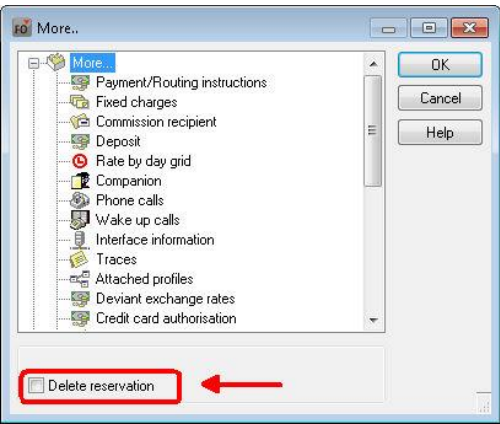 FO More..
More...
OK
Payment/Routing instructions
Fixed charges
Cancel
Commission recipient
Deposit
Help
Rate by day grid
Companion
Phone calls
Wake up calls
Interface information
Traces
Attached profiles
Deviant exchange rates
Credit card authorisation
Delete reservation